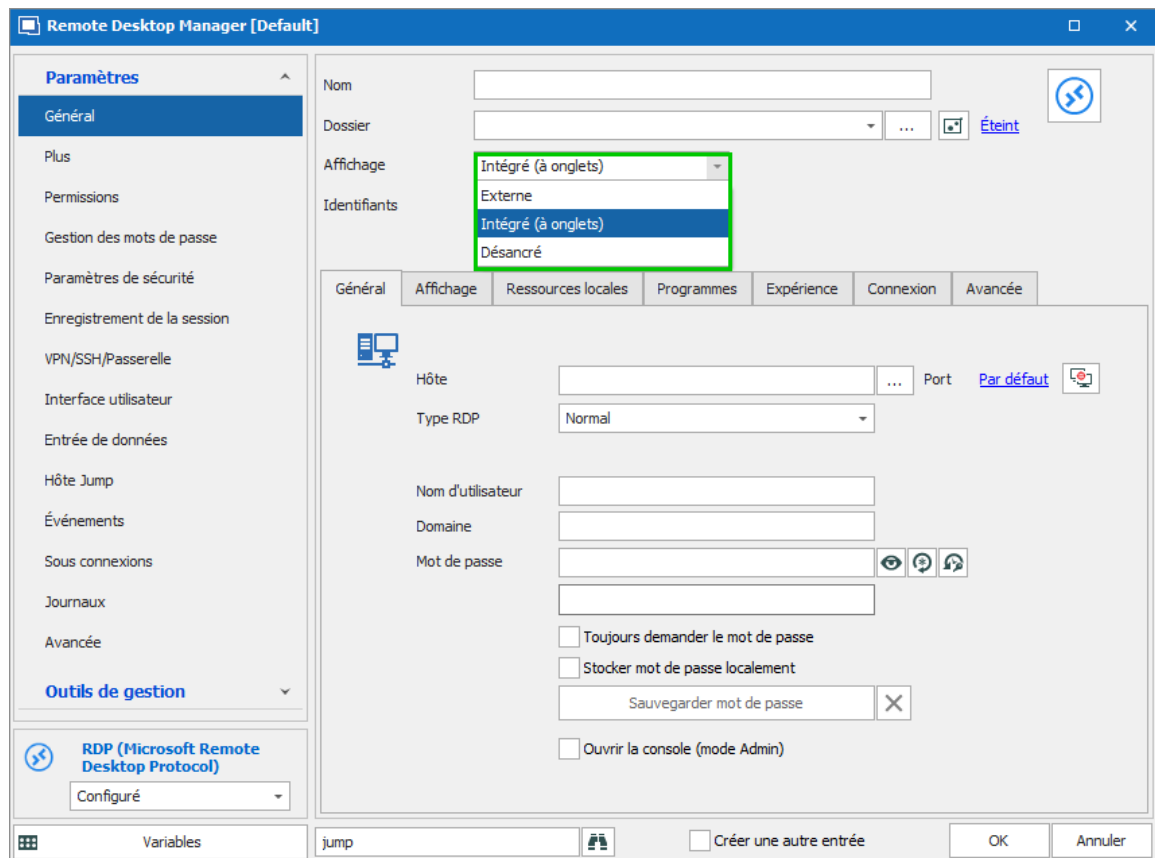 Remote Desktop Manager [Default]
Paramètres
Général
Plus
Permissions
Gestion des mots de passe
Paramètres de sécurité
Enregistrement de la session
VPN/SSH/Passerelle
Interface utilisateur
Entrée de données
Hôte Jump
Événements
Sous connexions
Journaux
Avancée
Outils de gestion
RDP (Microsoft Remote
Desktop Protocol)
Configuré
Variables
Nom
Dossier
...
Éteint
Affichage
Intégré (à onglets)
Externe
Intégré (à onglets)
Désancré
Identifiants
Général Affichage Ressources locales Programmes Expérience Connexion Avancée
Hôte ... Port Par défaut
Type RDP Normal
Nom d'utilisateur
Domaine
Mot de passe
Toujours demander le mot de passe
Stocker mot de passe localement
Sauvegarder mot de passe
Ouvrir la console (mode Admin)
jump
Créer une autre entrée
OK
Annuler